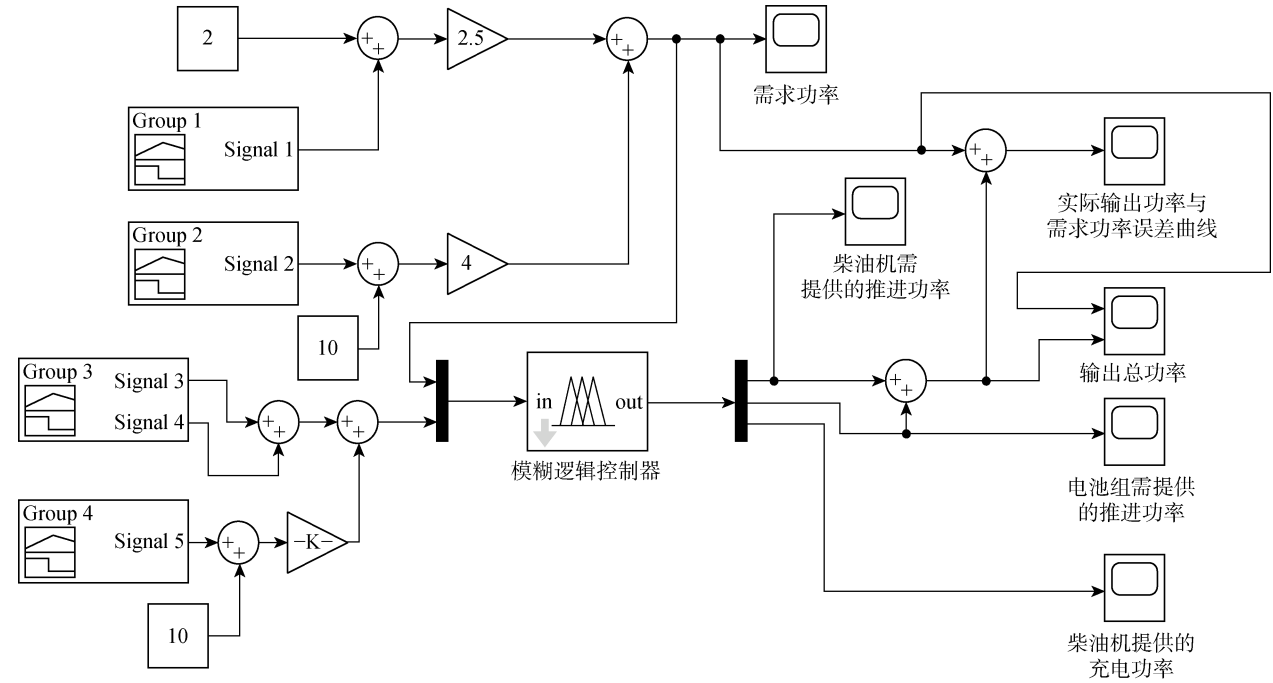 2
+
+
2.5
+
+
需求功率
Group 1
Signal 1
+
+
实际输出功率与
需求功率误差曲线
Group 2
Signal 2
+
+
4
柴油机需
提供的推进功率
10
Group 3
Signal 3
Signal 4
+
+
+
+
in
out
模糊逻辑控制器
+
+
输出总功率
电池组需提供
的推进功率
Group 4
Signal 5
+
+
−K−
10
柴油机提供的
充电功率